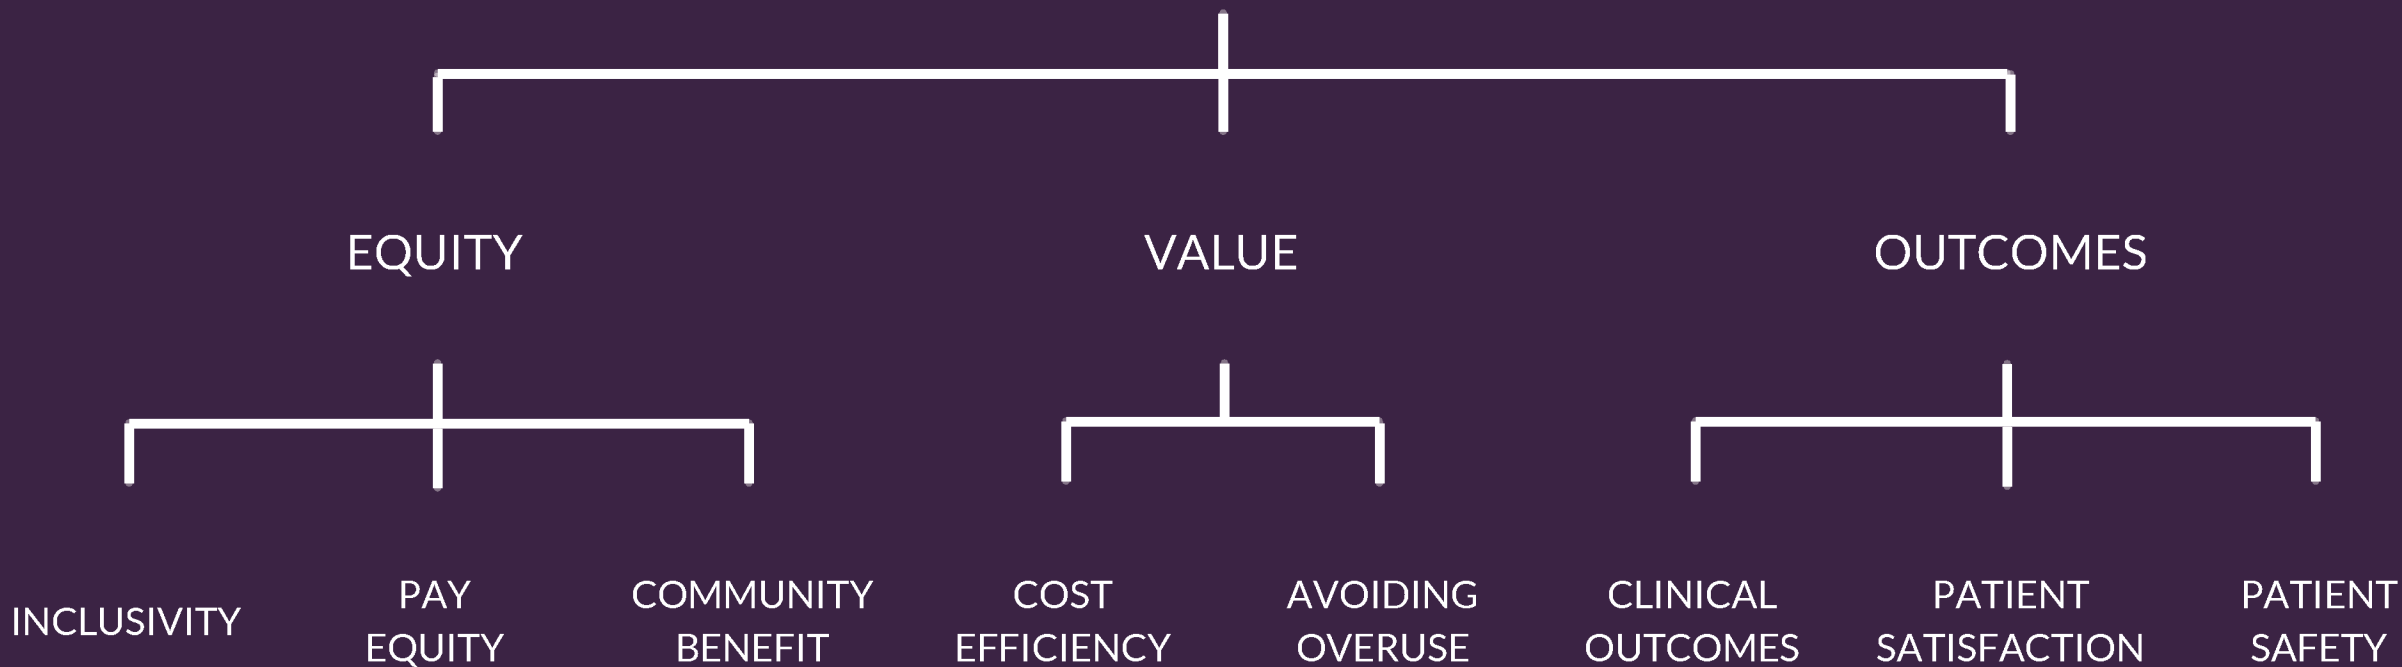 EQUITY
VALUE
OUTCOMES
INCLUSIVITY
PAY
EQUITY
COMMUNITY
BENEFIT
COST
EFFICIENCY
AVOIDING
OVERUSE
CLINICAL
OUTCOMES
PATIENT
SATISFACTION
PATIENT
SAFETY